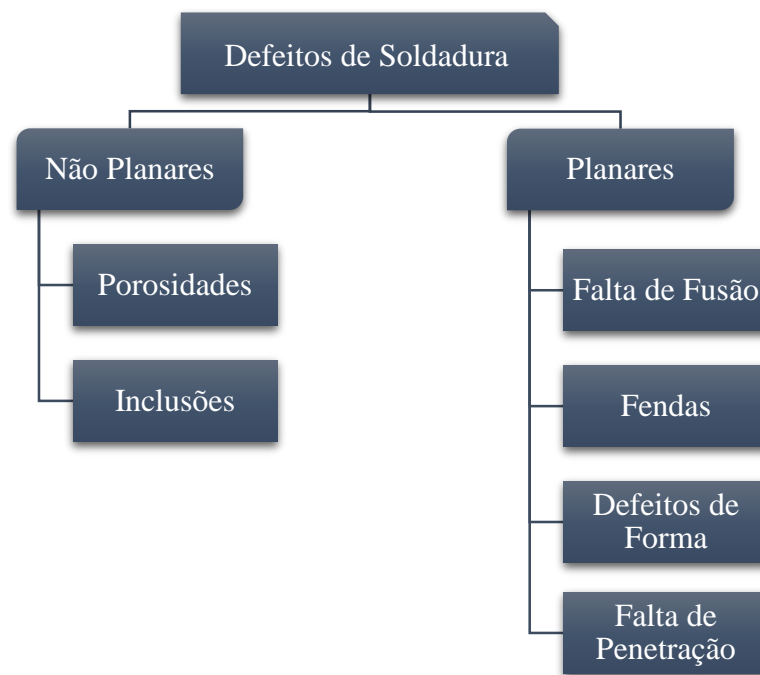 Defeitos de Soldadura
Não Planares
Porosidades
Inclusões
Planares
Falta de Fusão
Fendas
Defeitos de
Forma
Falta de
Penetração